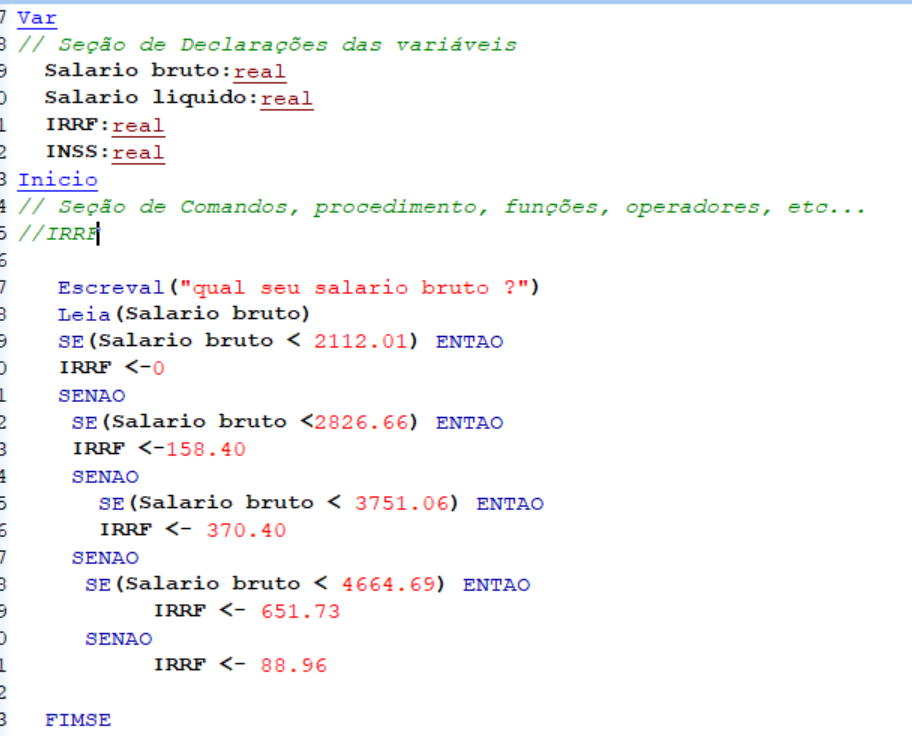 7 Var
8 // Seção de Declarações das variáveis
9 Salario bruto:real
0 Salario liquido:real
1 IRRF:real
2 INSS:real
3 Inicio
4 // Seção de Comandos, procedimento, funções, operadores, etc...
5 //IRRF
6
7 Escreval("qual seu salario bruto ?")
8 Leia(Salario bruto)
9 SE(Salario bruto < 2112.01) ENTAO
0 IRRF <-0
1 SENAO
2 SE(Salario bruto <2826.66) ENTAO
3 IRRF <-158.40
4 SENAO
5 SE(Salario bruto < 3751.06) ENTAO
6 IRRF <- 370.40
7 SENAO
8 SE(Salario bruto < 4664.69) ENTAO
9 IRRF <- 651.73
0 SENAO
1 IRRF <- 88.96
2
3 FIMSE